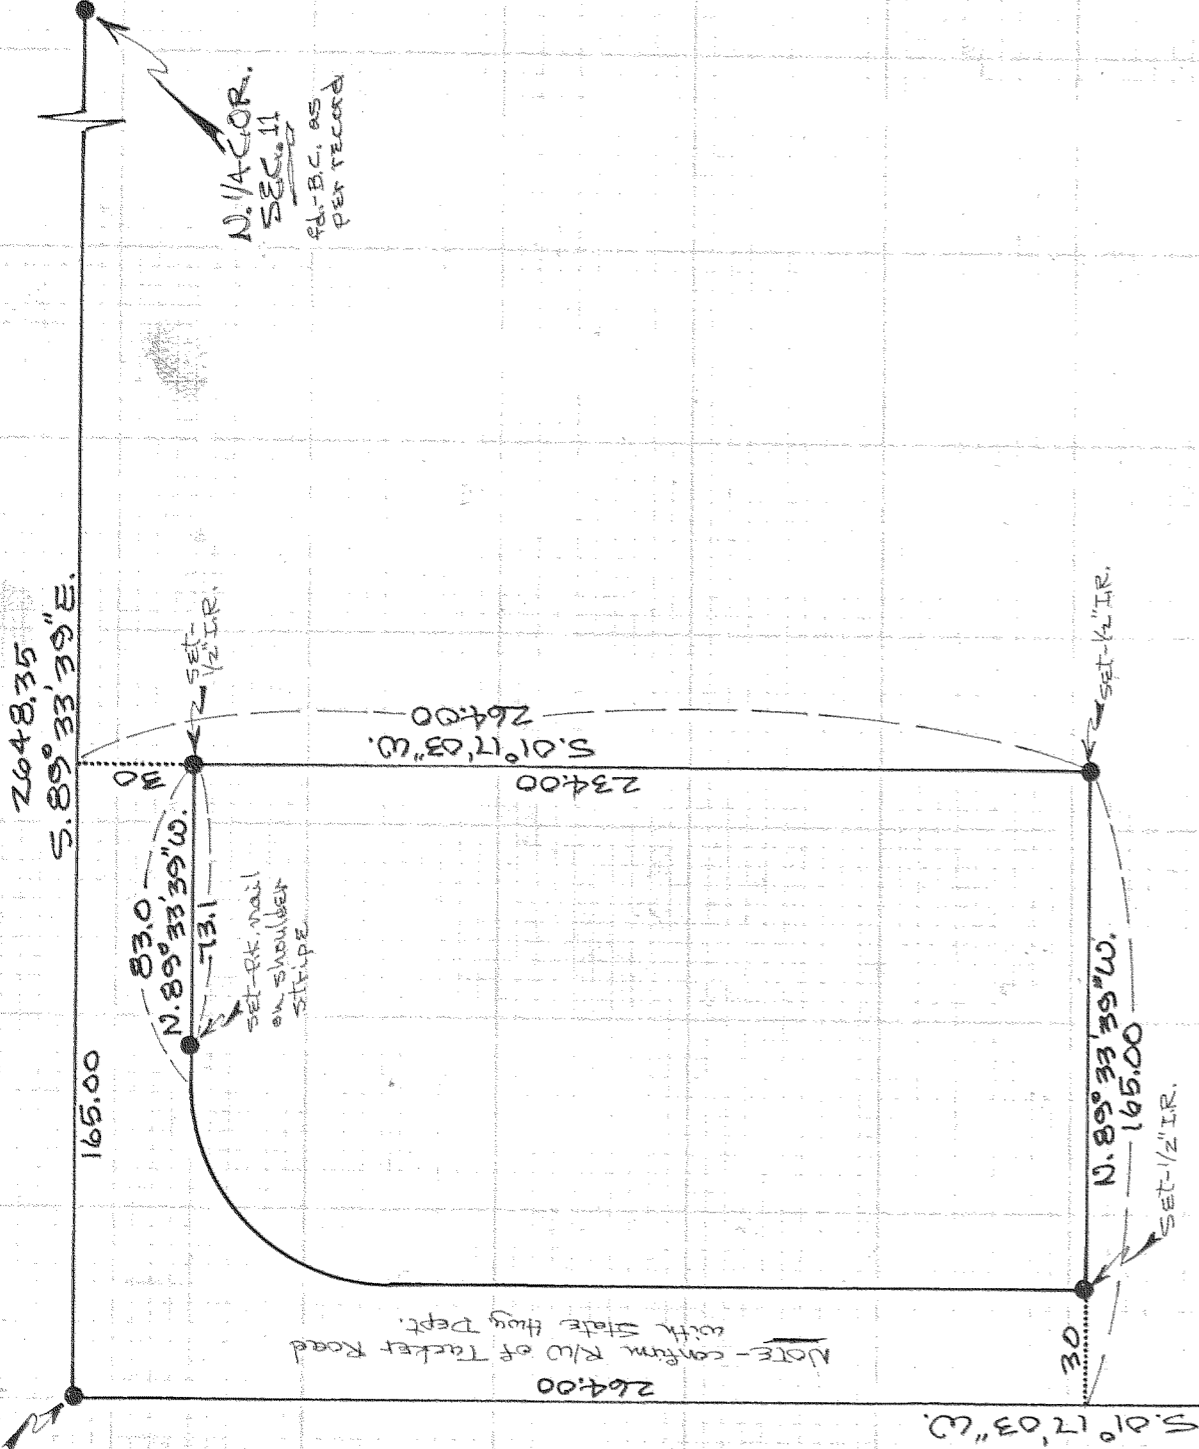 2648.35
S.89°33'39"E.
N.1/4 COR.
SEC. 11
fd.-B.C. as
per record
165.00
30
SET-
1/2" I.R.
83.0
N.89°33'39"W.
73.1
set-P.K. nail
on shoulder
stripe
264.00
S.01°17'03"W.
234.00
SET-1/2" I.R.
N.89°33'39"W.
165.00
SET-1/2" I.R.
30
NOTE-confirm R/W of Tucker Road
with State Hwy Dept.
264.00
S.01°17'03"W.